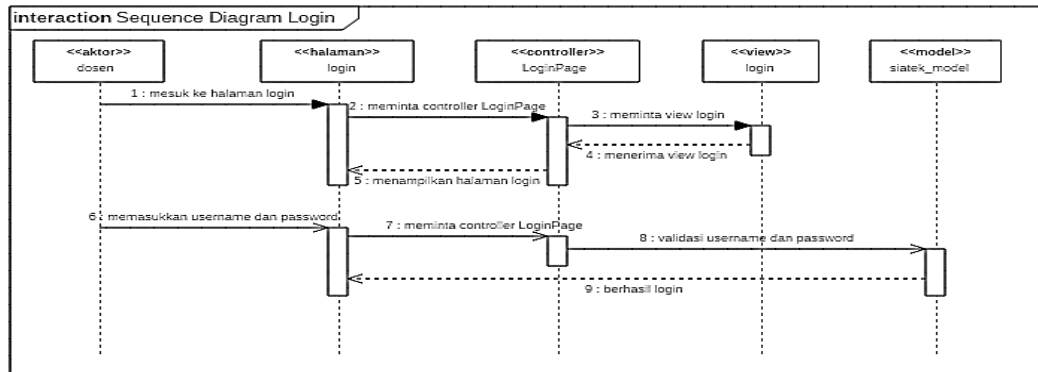 interaction Sequence Diagram Login
<<aktor>>
dosen
<<halaman>>
login
<<controller>>
LoginPage
<<view>>
login
<<model>>
siatek_model
1 : mesuk ke halaman login
2 : meminta controller LoginPage
3 : meminta view login
4 : menerima view login
5 : menampilkan halaman login
6 : memasukkan username dan password
7 : meminta controller LoginPage
8 : validasi username dan password
9 : berhasil login